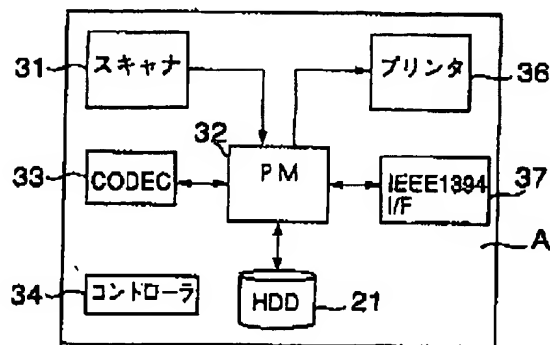 31
スキャナ
プリンタ
36
32
PM
33
CODEC
IEEE1394
I/F
37
A
34
コントローラ
HDD
21